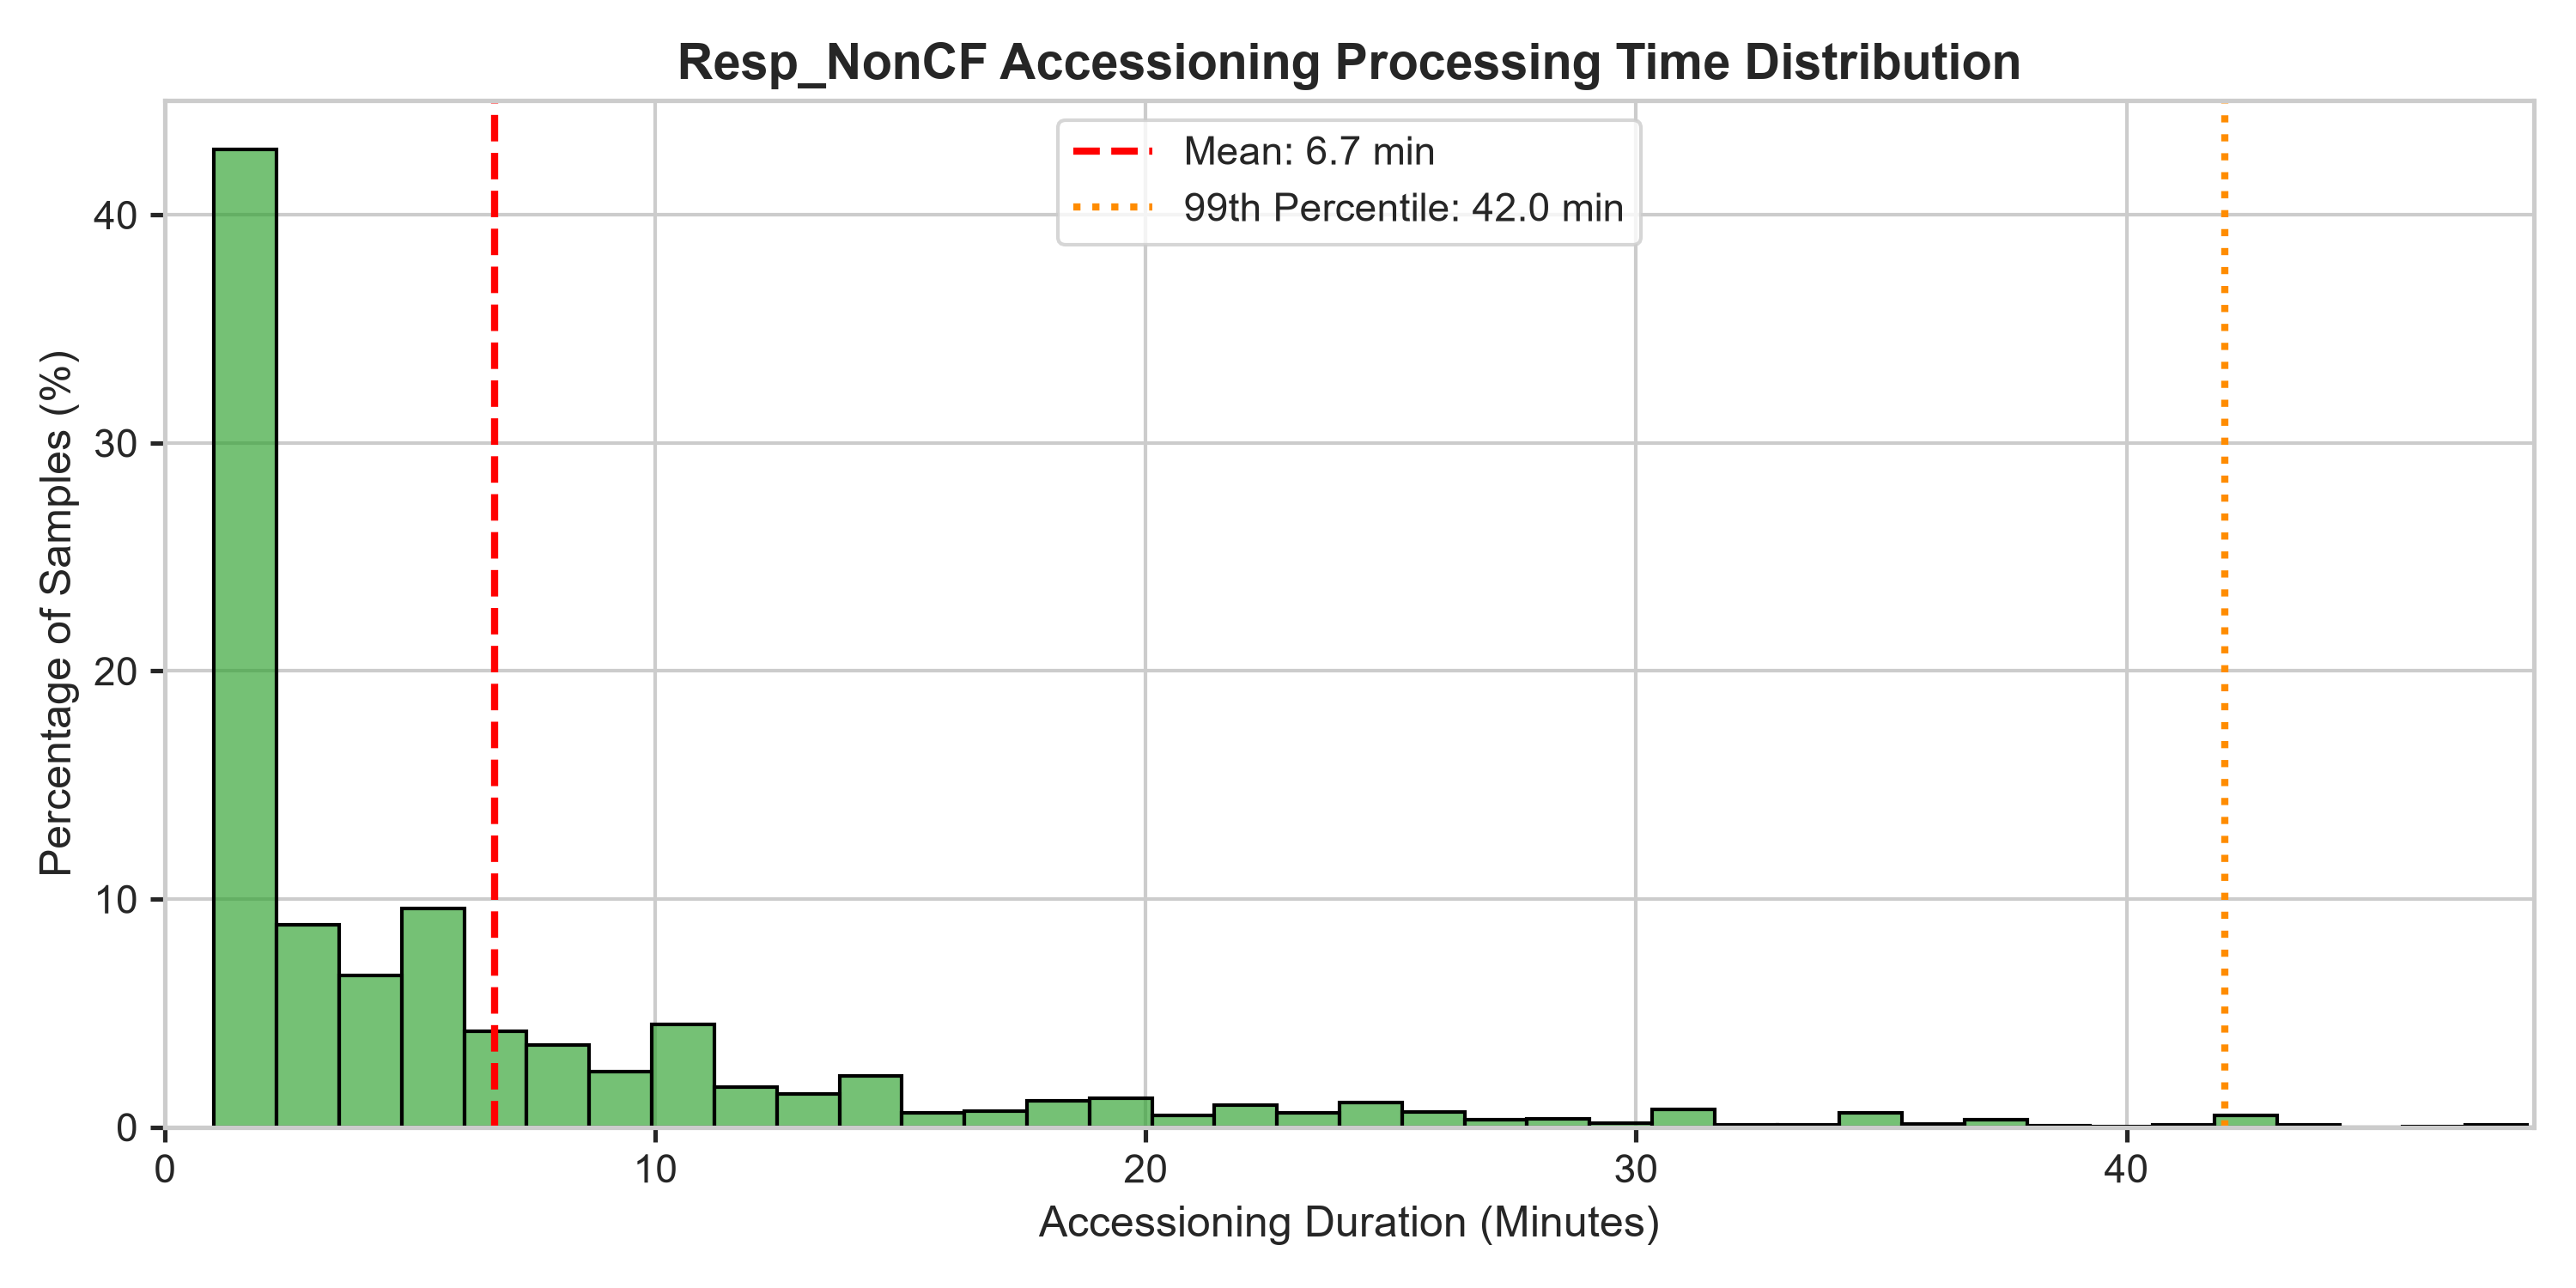 Resp_NonCF Accessioning Processing Time Distribution
Mean: 6.7 min
99th Percentile: 42.0 min
Percentage of Samples (%)
40
30
20
10
0
0 10 20 30 40
Accessioning Duration (Minutes)